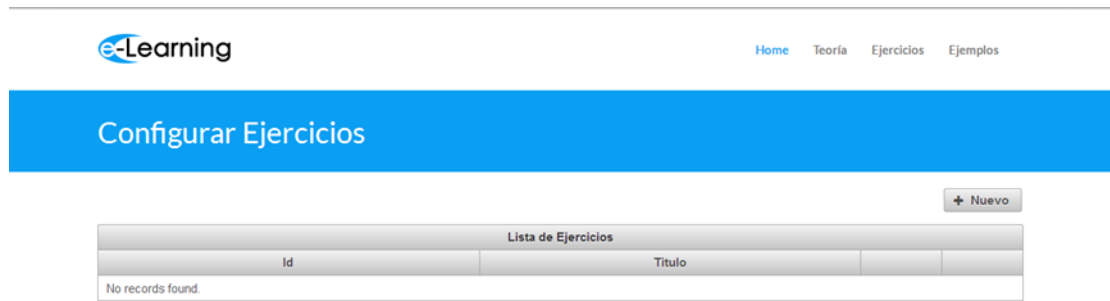 e-Learning
Home Teoría Ejercicios Ejemplos
Configurar Ejercicios
+ Nuevo
Lista de Ejercicios
Id Titulo
No records found.